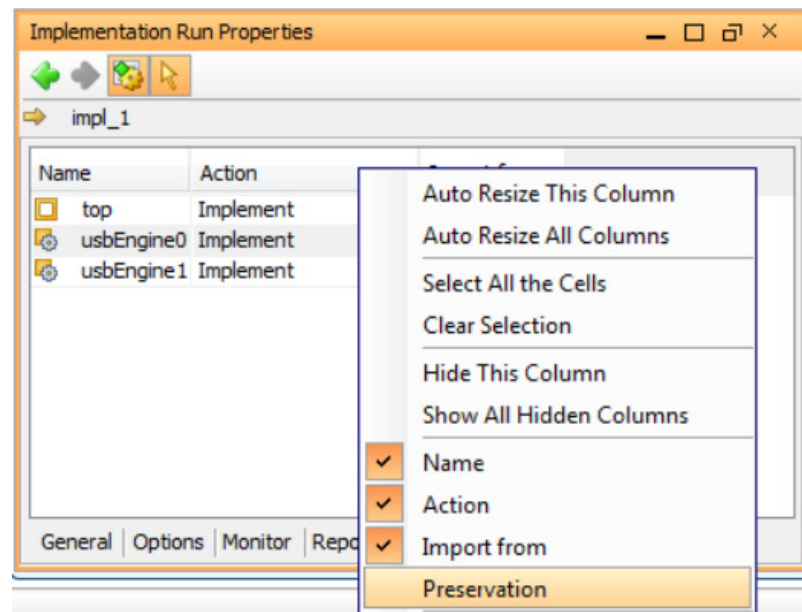 Implementation Run Properties
impl_1
Name Action
top Implement
usbEngine0 Implement
usbEngine1 Implement
General Options Monitor
Auto Resize This Column
Auto Resize All Columns
Select All the Cells
Clear Selection
Hide This Column
Show All Hidden Columns
Name
Action
Import from
Preservation